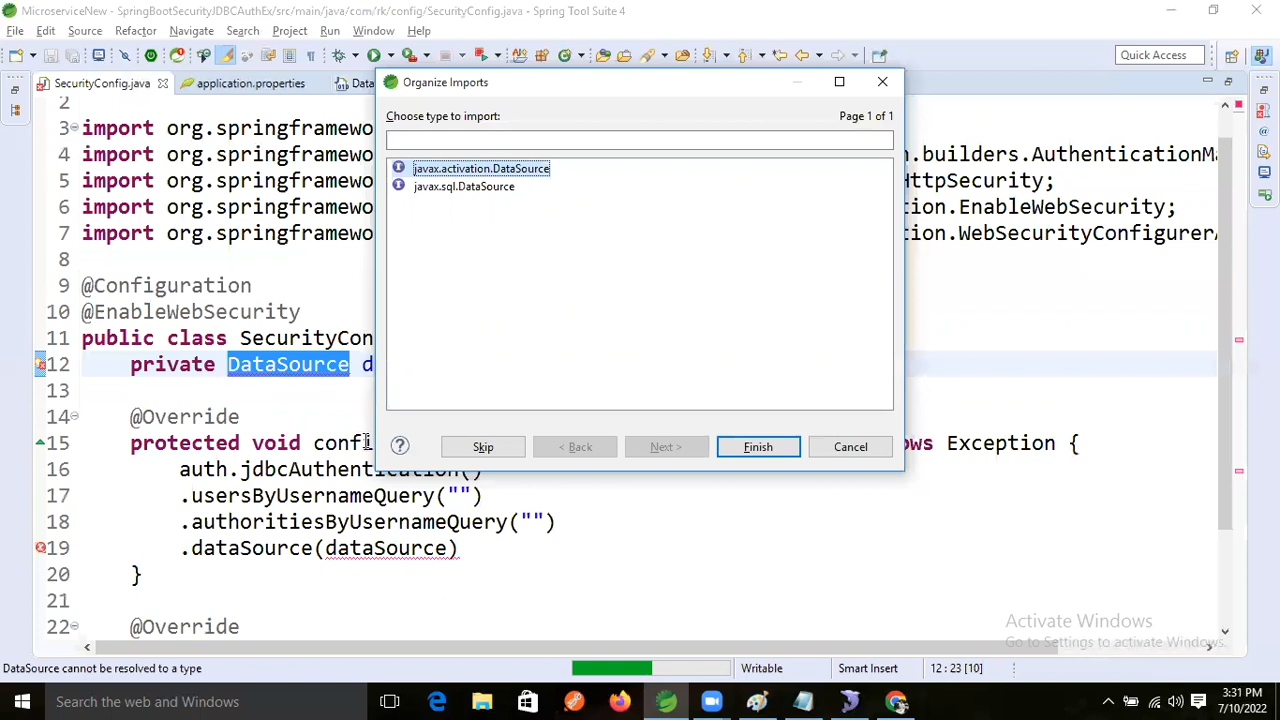 MicroserviceNew - SpringBootSecurityJDBCAuthEx/src/main/java/com/rk/config/SecurityConfig.java - Spring Tool Suite 4
File Edit Source Refactor Navigate Search Project Run Window Help
Quick Access
SecurityConfig.java application.properties Data
Organize Imports
Choose type to import: Page 1 of 1
javax.activation.DataSource
javax.sql.DataSource
Skip < Back Next > Finish Cancel
2
3 import org.springframewo
4 import org.springframewo n.builders.AuthenticationMa
5 import org.springframewo HttpSecurity;
6 import org.springframewo ion.EnableWebSecurity;
7 import org.springframewo ion.WebSecurityConfigurerA
8
9 @Configuration
10 @EnableWebSecurity
11 public class SecurityCon
12 private DataSource d
13
14 @Override
15 protected void confi ows Exception {
16 auth.jdbcAuthentication()
17 .usersByUsernameQuery("")
18 .authoritiesByUsernameQuery("")
19 .dataSource(dataSource)
20 }
21
22 @Override
Activate Windows
Go to Settings to activate Windows.
DataSource cannot be resolved to a type Writable Smart Insert 12 : 23 [10]
Search the web and Windows
3:31 PM
7/10/2022